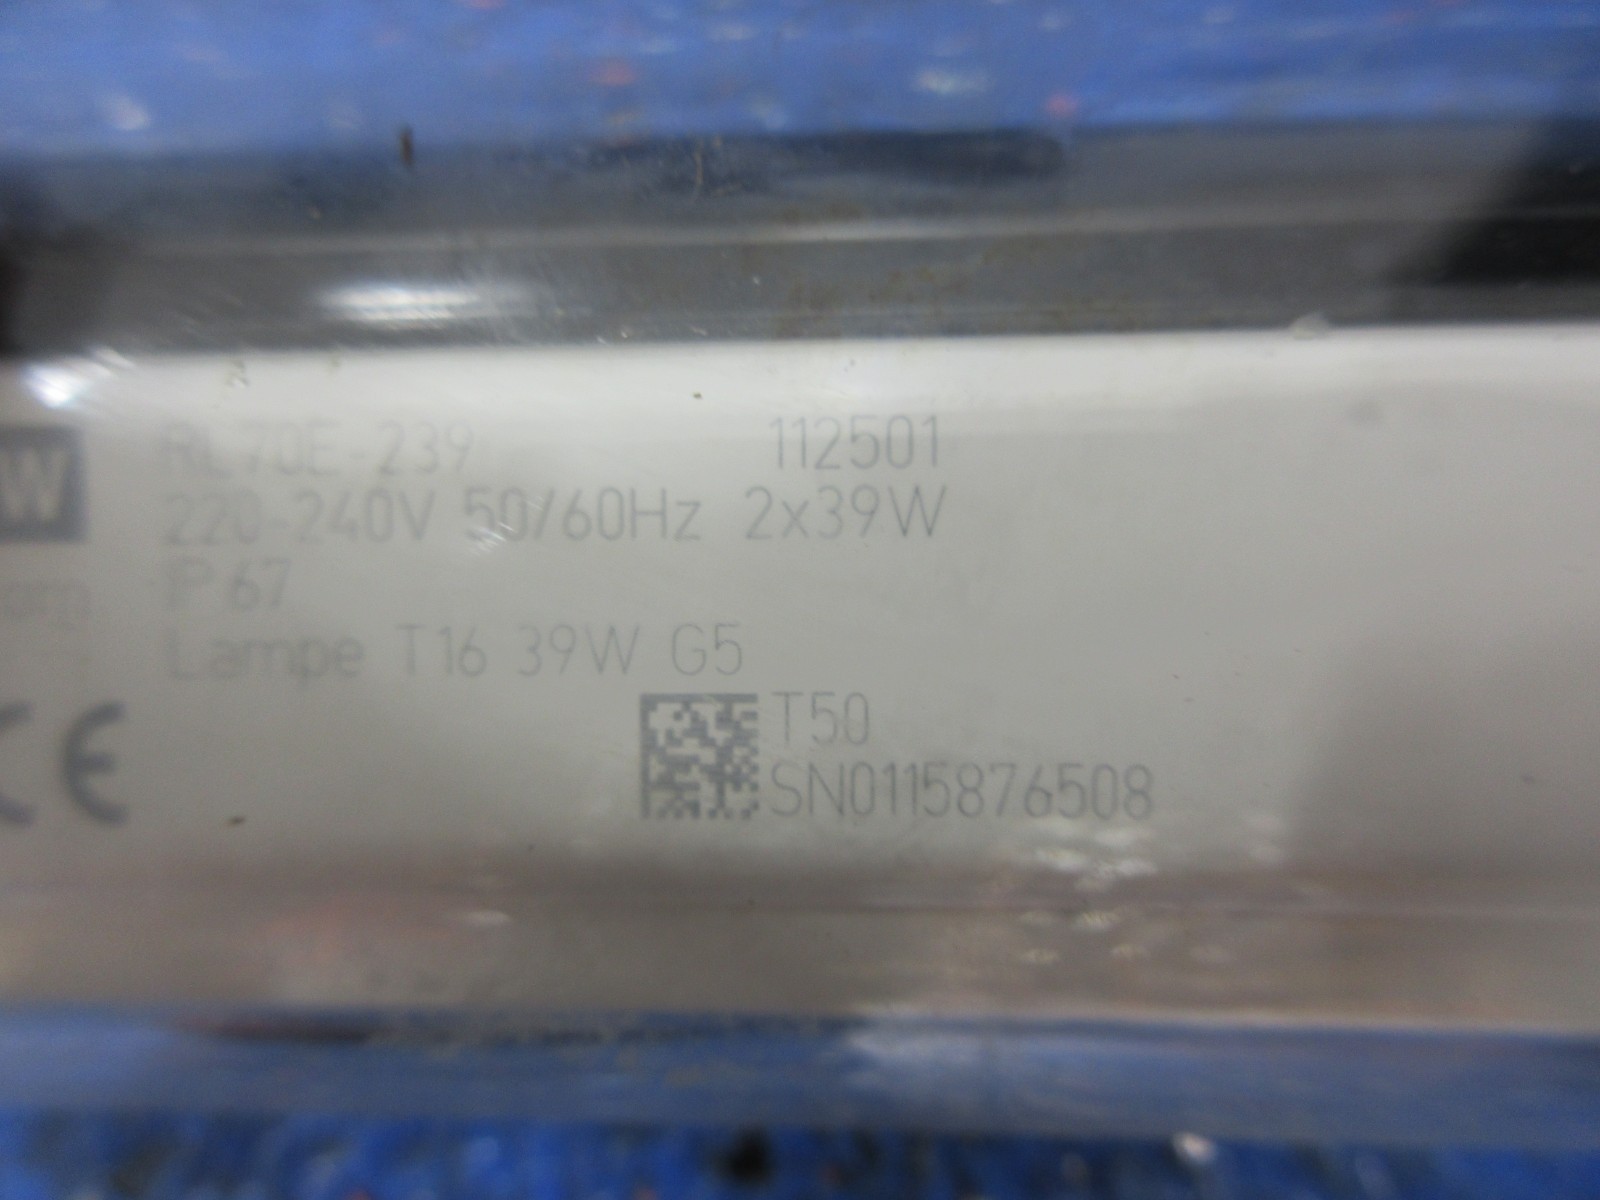 W
RL70E-239 112501
220-240V 50/60Hz 2x39W
IP 67
Lampe T16 39W G5
CE
T50
SN0115876508